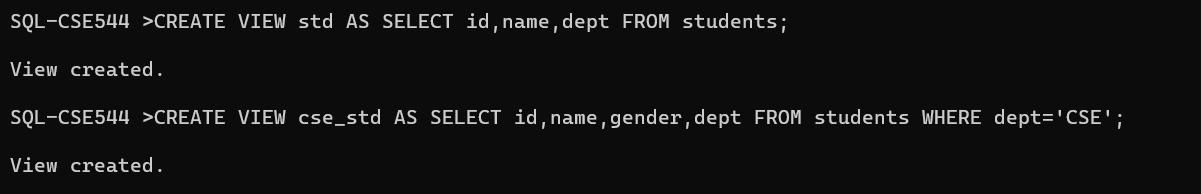 SQL-CSE544 >CREATE VIEW std AS SELECT id,name,dept FROM students;
View created.
SQL-CSE544 >CREATE VIEW cse_std AS SELECT id,name,gender,dept FROM students WHERE dept='CSE';
View created.